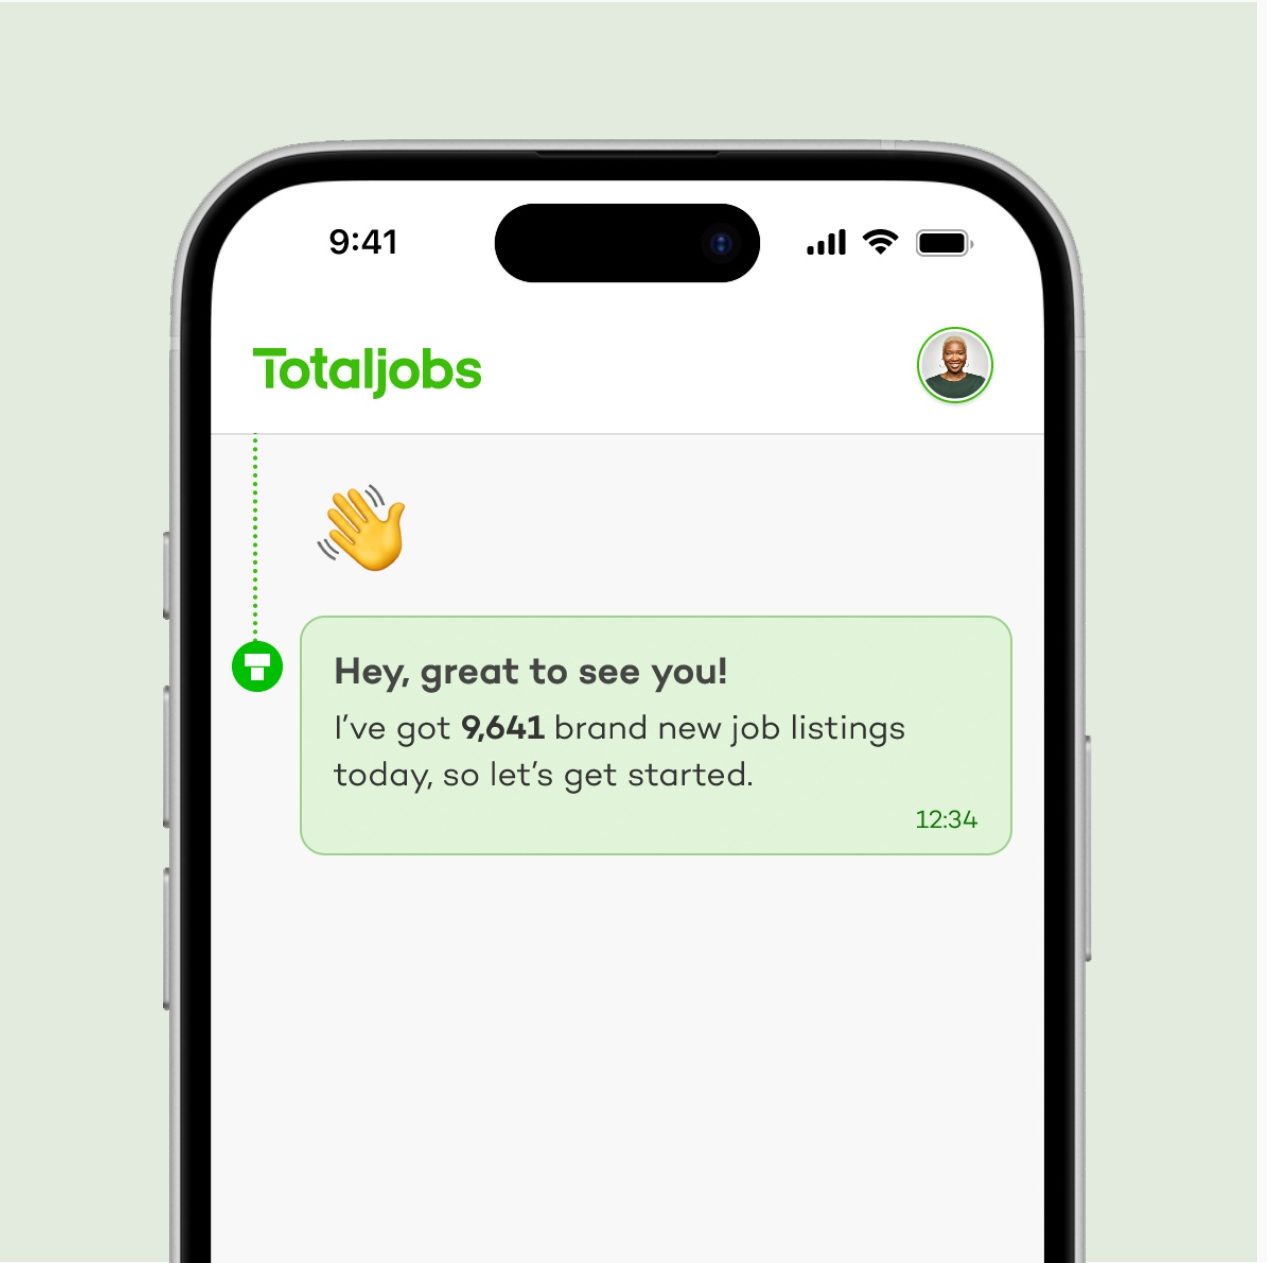 9:41
Totaljobs
Hey, great to see you!
I’ve got 9,641 brand new job listings
today, so let’s get started.
12:34